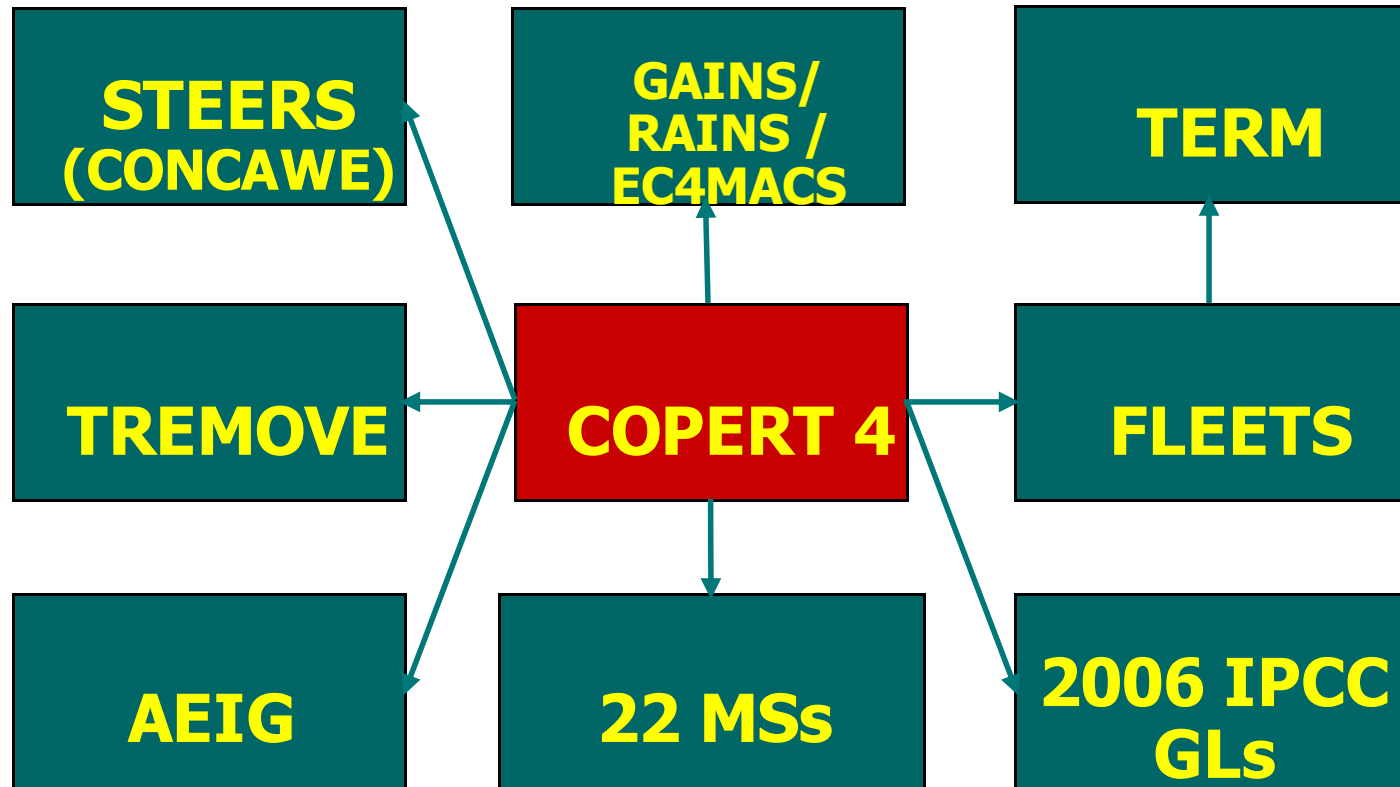 STEERS
(CONCAWE)
GAINS/
RAINS /
EC4MACS
TERM
TREMOVE
COPERT 4
FLEETS
AEIG
22 MSs
2006 IPCC
GLs